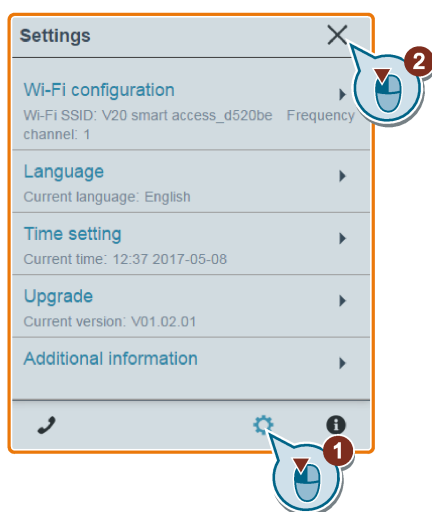 Settings
2
Wi-Fi configuration
Wi-Fi SSID: V20 smart access_d520be Frequency
channel: 1
Language
Current language: English
Time setting
Current time: 12:37 2017-05-08
Upgrade
Current version: V01.02.01
Additional information
1